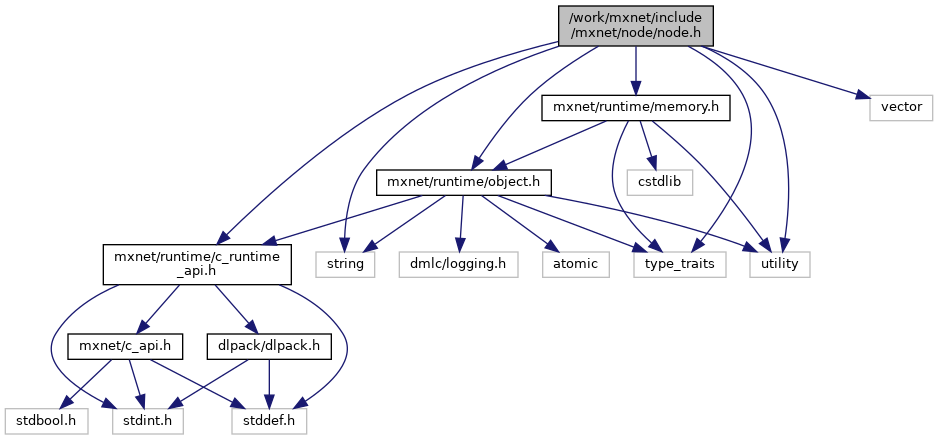 /work/mxnet/include
/mxnet/node/node.h
mxnet/runtime/memory.h
vector
mxnet/runtime/object.h
cstdlib
mxnet/runtime/c_runtime
_api.h
string
dmlc/logging.h
atomic
type_traits
utility
mxnet/c_api.h
dlpack/dlpack.h
stdbool.h
stdint.h
stddef.h